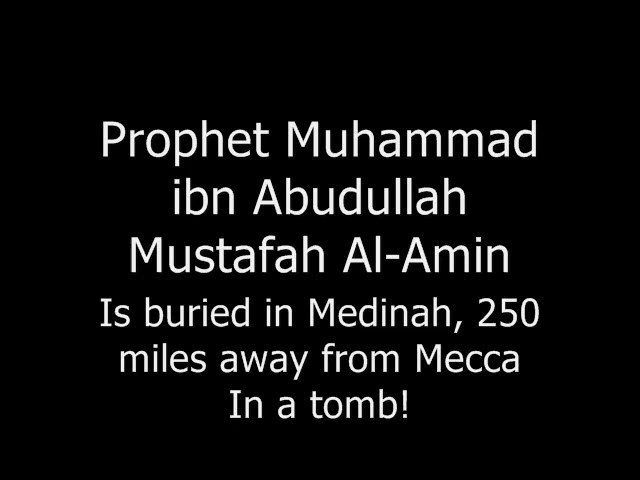 Prophet Muhammad
ibn Abudullah
Mustafah Al-Amin
Is buried in Medinah, 250
miles away from Mecca
In a tomb!